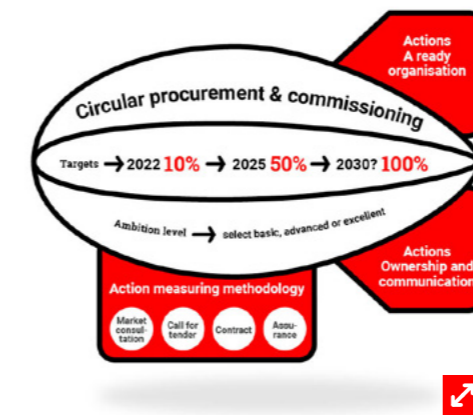 Actions
A ready
organisation
Circular procurement & commissioning
Targets → 2022 10% → 2025 50% → 2030? 100%
Ambition level → select basic, advanced or excellent
Actions
Ownership and
communication
Action measuring methodology
Market
consul-
tation
Call for
tender
Contract
Assu-
rance